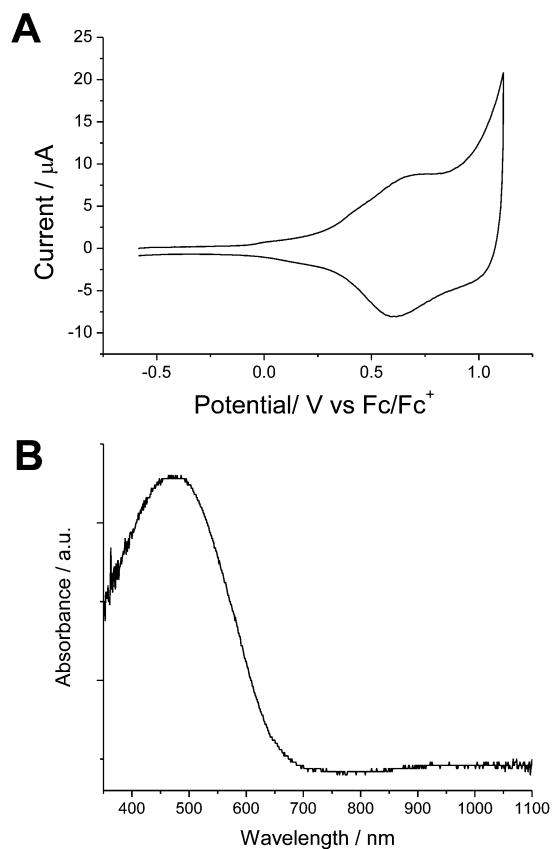 A
25
20
15
10
5
0
-5
-10
Current / μA
-0.5 0.0 0.5 1.0
Potential/ V vs Fc/Fc⁺
B
Absorbance / a.u.
400 500 600 700 800 900 1000 1100
Wavelength / nm